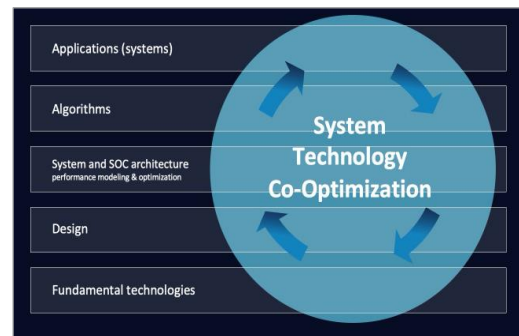 Applications (systems)
Algorithms
System and SOC architecture
performance modeling & optimization
Design
Fundamental technologies
System
Technology
Co-Optimization